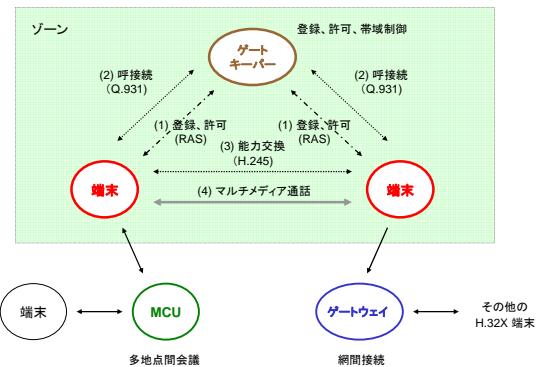 ゾーン
登録、許可、帯域制御
ゲート
キーパー
(2) 呼接続
(Q.931)
(2) 呼接続
(Q.931)
(1) 登録、許可
(RAS)
(1) 登録、許可
(RAS)
(3) 能力交換
(H.245)
端末
端末
(4) マルチメディア通話
端末
MCU
ゲートウェイ
その他の
H.32X 端末
多地点間会議
網間接続